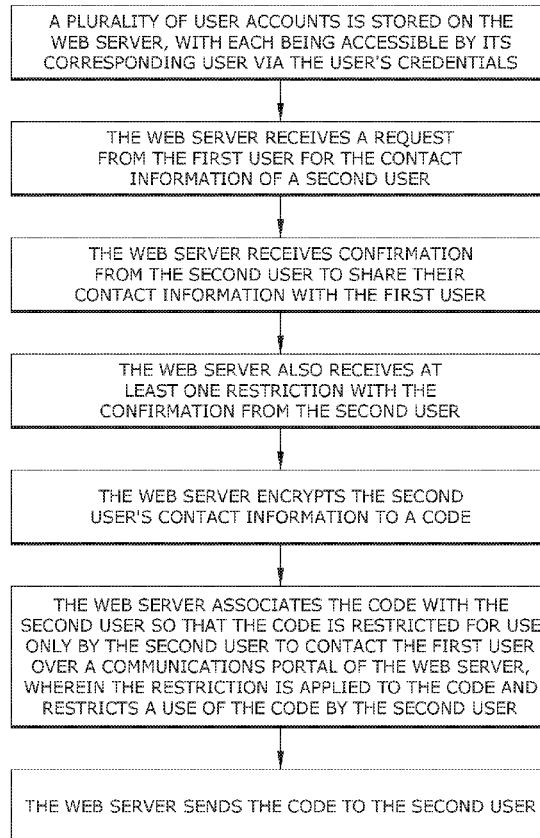 A PLURALITY OF USER ACCOUNTS IS STORED ON THE
WEB SERVER, WITH EACH BEING ACCESSIBLE BY ITS
CORRESPONDING USER VIA THE USER'S CREDENTIALS
THE WEB SERVER RECEIVES A REQUEST
FROM THE FIRST USER FOR THE CONTACT
INFORMATION OF A SECOND USER
THE WEB SERVER RECEIVES CONFIRMATION
FROM THE SECOND USER TO SHARE THEIR
CONTACT INFORMATION WITH THE FIRST USER
THE WEB SERVER ALSO RECEIVES AT
LEAST ONE RESTRICTION WITH THE
CONFIRMATION FROM THE SECOND USER
THE WEB SERVER ENCRYPTS THE SECOND
USER'S CONTACT INFORMATION TO A CODE
THE WEB SERVER ASSOCIATES THE CODE WITH THE
SECOND USER SO THAT THE CODE IS RESTRICTED FOR USE
ONLY BY THE SECOND USER TO CONTACT THE FIRST USER
OVER A COMMUNICATIONS PORTAL OF THE WEB SERVER,
WHEREIN THE RESTRICTION IS APPLIED TO THE CODE AND
RESTRICTS A USE OF THE CODE BY THE SECOND USER
THE WEB SERVER SENDS THE CODE TO THE SECOND USER